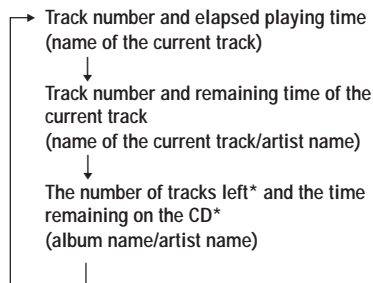 Track number and elapsed playing time
(name of the current track)
Track number and remaining time of the
current track
(name of the current track/artist name)
The number of tracks left* and the time
remaining on the CD*
(album name/artist name)